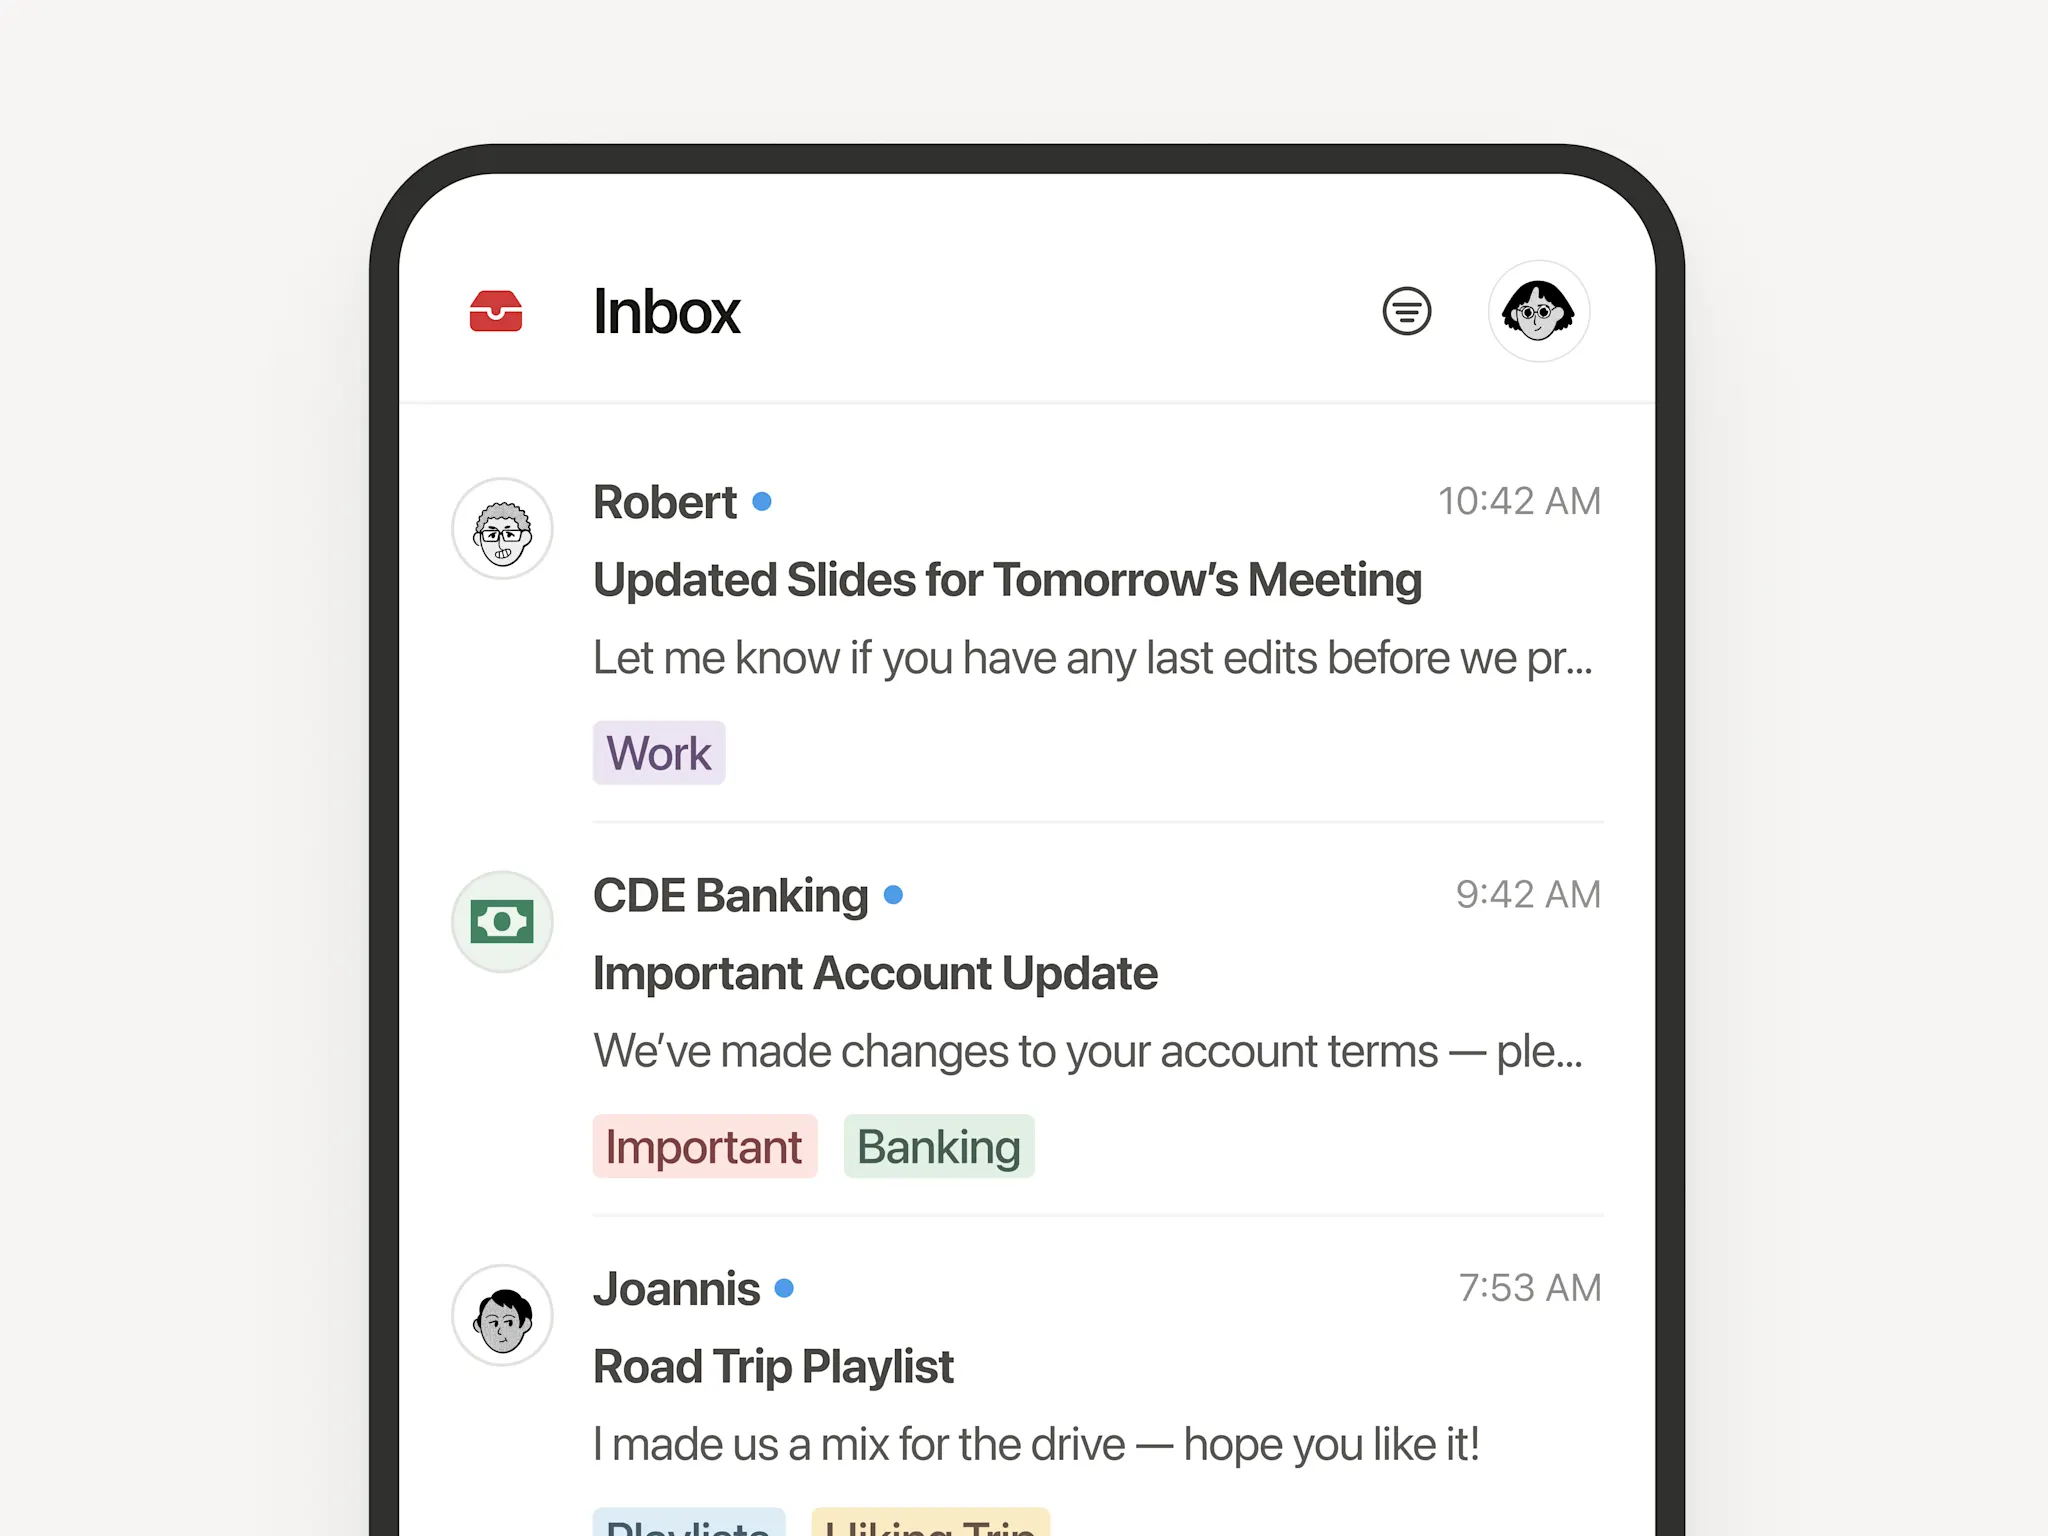 Inbox
Robert
10:42 AM
Updated Slides for Tomorrow’s Meeting
Let me know if you have any last edits before we pr...
Work
CDE Banking
9:42 AM
Important Account Update
We’ve made changes to your account terms — ple...
Important Banking
Joannis
7:53 AM
Road Trip Playlist
I made us a mix for the drive — hope you like it!
Playlists Hiking Trip